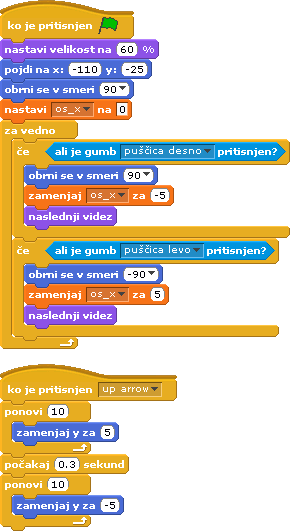 ko je pritisnjen
nastavi velikost na 60 %
pojdi na x: -110 y: -25
obrni se v smeri 90
nastavi os_x na 0
za vedno
če ali je gumb puščica desno pritisnjen?
obrni se v smeri 90
zamenjaj os_x za -5
naslednji videz
če ali je gumb puščica levo pritisnjen?
obrni se v smeri -90
zamenjaj os_x za 5
naslednji videz
ko je pritisnjen up arrow
ponovi 10
zamenjaj y za 5
počakaj 0.3 sekund
ponovi 10
zamenjaj y za -5